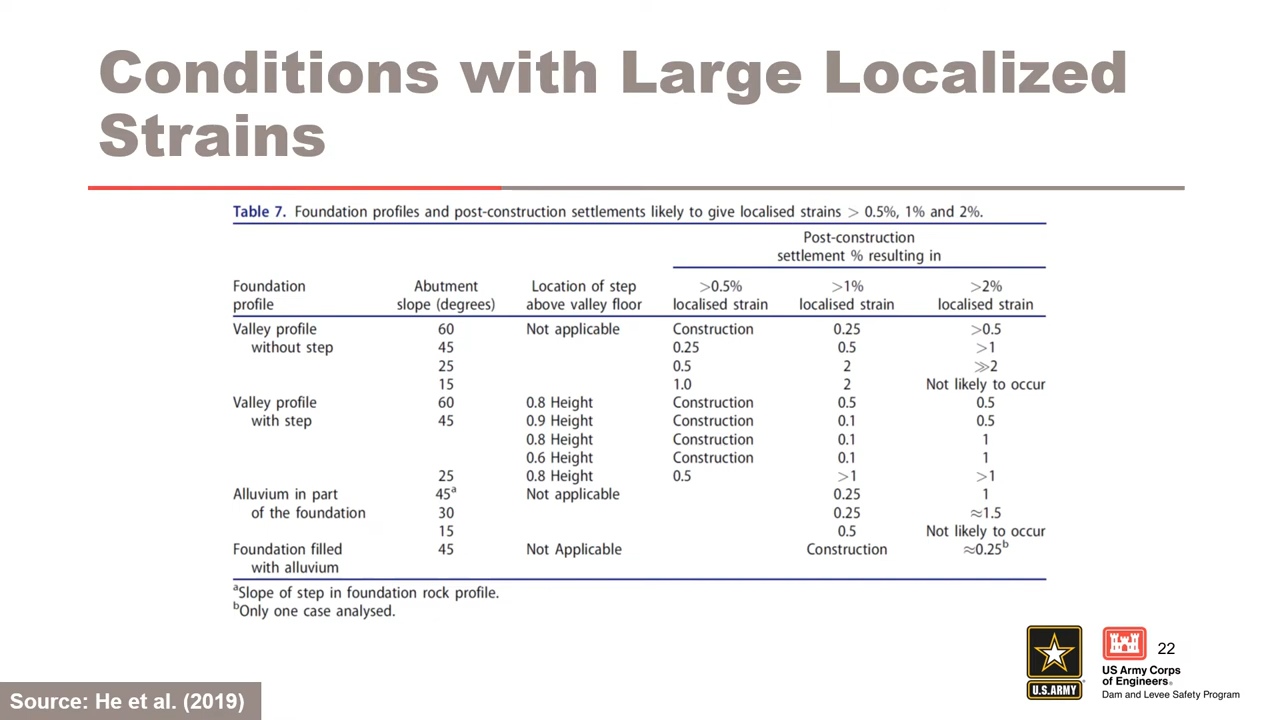 Conditions with Large Localized
Strains
Table 7. Foundation profiles and post-construction settlements likely to give localised strains > 0.5%, 1% and 2%.
Post-construction
settlement % resulting in
Foundation profile Abutment slope (degrees) Location of step above valley floor >0.5% localised strain >1% localised strain >2% localised strain
Valley profile 60 Not applicable Construction 0.25 >0.5
without step 45 0.25 0.5 >1
25 0.5 2 ≫2
15 1.0 2 Not likely to occur
Valley profile 60 0.8 Height Construction 0.5 0.5
with step 45 0.9 Height Construction 0.1 0.5
0.8 Height Construction 0.1 1
0.6 Height Construction 0.1 1
25 0.8 Height 0.5 >1 >1
Alluvium in part 45a Not applicable 0.25 1
of the foundation 30 0.25 ≈1.5
15 0.5 Not likely to occur
Foundation filled 45 Not Applicable Construction ≈0.25b
with alluvium
aSlope of step in foundation rock profile.
bOnly one case analysed.
U.S.ARMY
22
US Army Corps
of Engineers®
Dam and Levee Safety Program
Source: He et al. (2019)